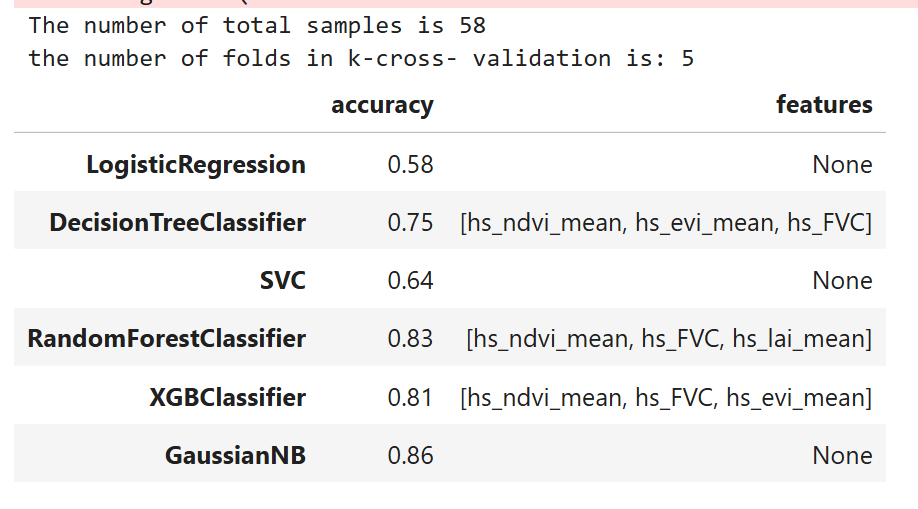 The number of total samples is 58
the number of folds in k-cross- validation is: 5
accuracy features
LogisticRegression 0.58 None
DecisionTreeClassifier 0.75 [hs_ndvi_mean, hs_evi_mean, hs_FVC]
SVC 0.64 None
RandomForestClassifier 0.83 [hs_ndvi_mean, hs_FVC, hs_lai_mean]
XGBClassifier 0.81 [hs_ndvi_mean, hs_FVC, hs_evi_mean]
GaussianNB 0.86 None